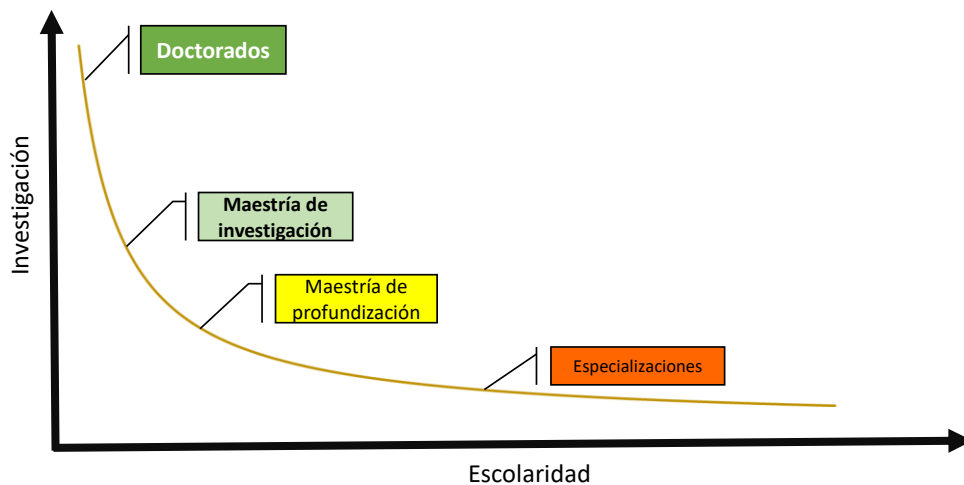 Doctorados
Investigación
Maestría de
investigación
Maestría de
profundización
Especializaciones
Escolaridad